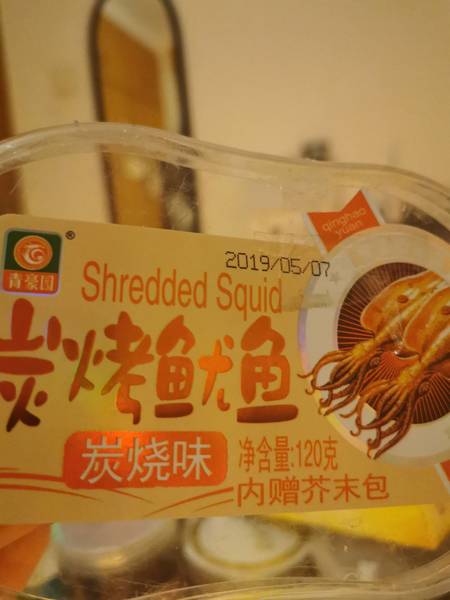 qinghao
yuan
2019/05/07
®
青豪园
Shredded Squid
炭烤鱿鱼
炭烧味
净含量:120克
内赠芥末包